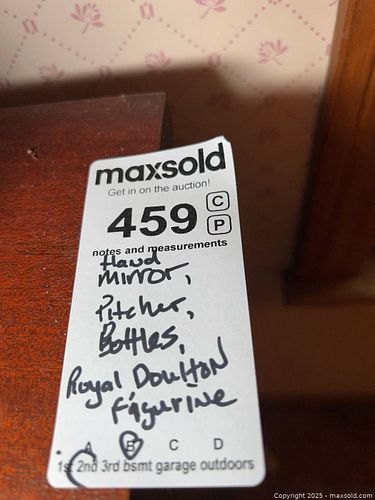 maxsold
Get in on the auction!
459 C
P
notes and measurements
Hand
mirror,
Pitcher,
Bottles,
Royal Doulton
figurine
A B C D
1st 2nd 3rd bsmt garage outdoors
Copyright 2025 - maxsold.com